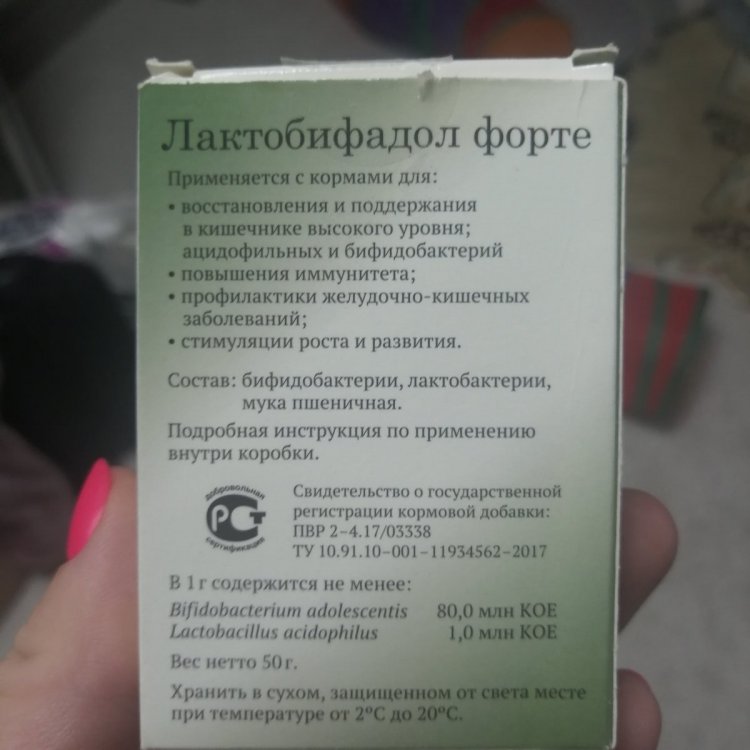 Лактобифадол форте
Применяется с кормами для:
• восстановления и поддержания
в кишечнике высокого уровня;
ацидофильных и бифидобактерий
• повышения иммунитета;
• профилактики желудочно-кишечных
заболеваний;
• стимуляции роста и развития.
Состав: бифидобактерии, лактобактерии,
мука пшеничная.
Подробная инструкция по применению
внутри коробки.
добровольная
РСТ
сертификация
Свидетельство о государственной
регистрации кормовой добавки:
ПВР 2–4.17/03338
ТУ 10.91.10–001–11934562–2017
В 1 г содержится не менее:
Bifidobacterium adolescentis 80,0 млн КОЕ
Lactobacillus acidophilus 1,0 млн КОЕ
Вес нетто 50 г.
Хранить в сухом, защищенном от света месте
при температуре от 2°С до 20°С.